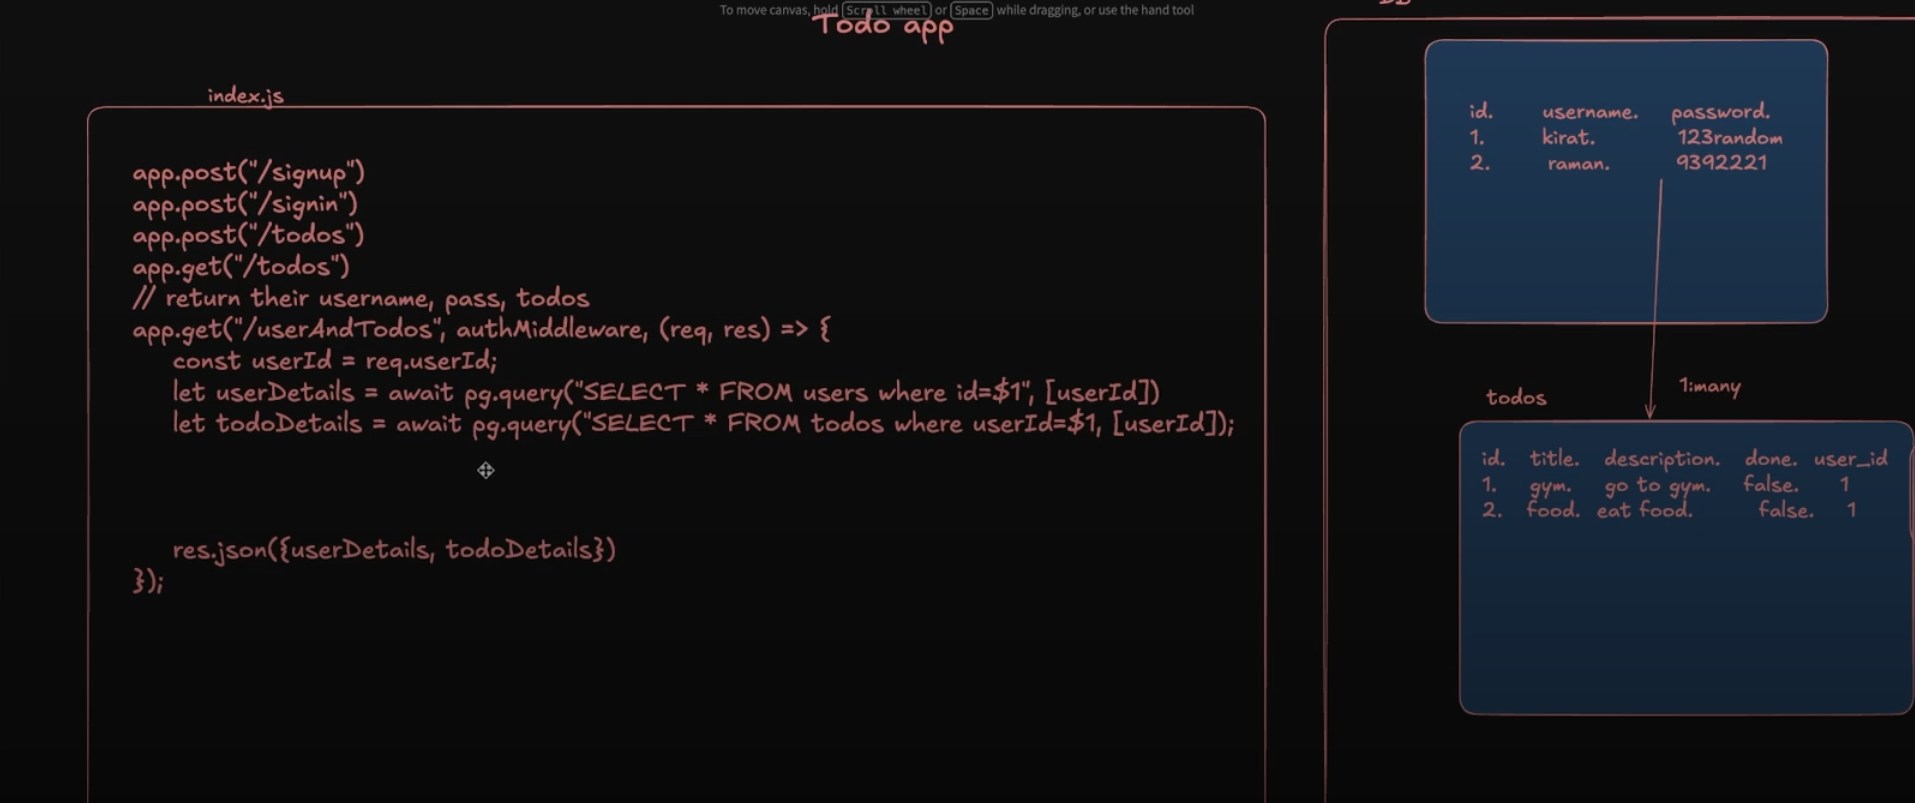 To move canvas, hold Scroll wheel or Space while dragging, or use the hand tool
Todo app
index.js
app.post("/signup")
app.post("/signin")
app.post("/todos")
app.get("/todos")
// return their username, pass, todos
app.get("/userAndTodos", authMiddleware, (req, res) => {
const userId = req.userId;
let userDetails = await pg.query("SELECT * FROM users where id=$1", [userId])
let todoDetails = await pg.query("SELECT * FROM todos where userId=$1, [userId]);
res.json({userDetails, todoDetails})
});
id. username. password.
1. kirat. 123random
2. raman. 9392221
1:many
todos
id. title. description. done. user_id
1. gym. go to gym. false. 1
2. food. eat food. false. 1